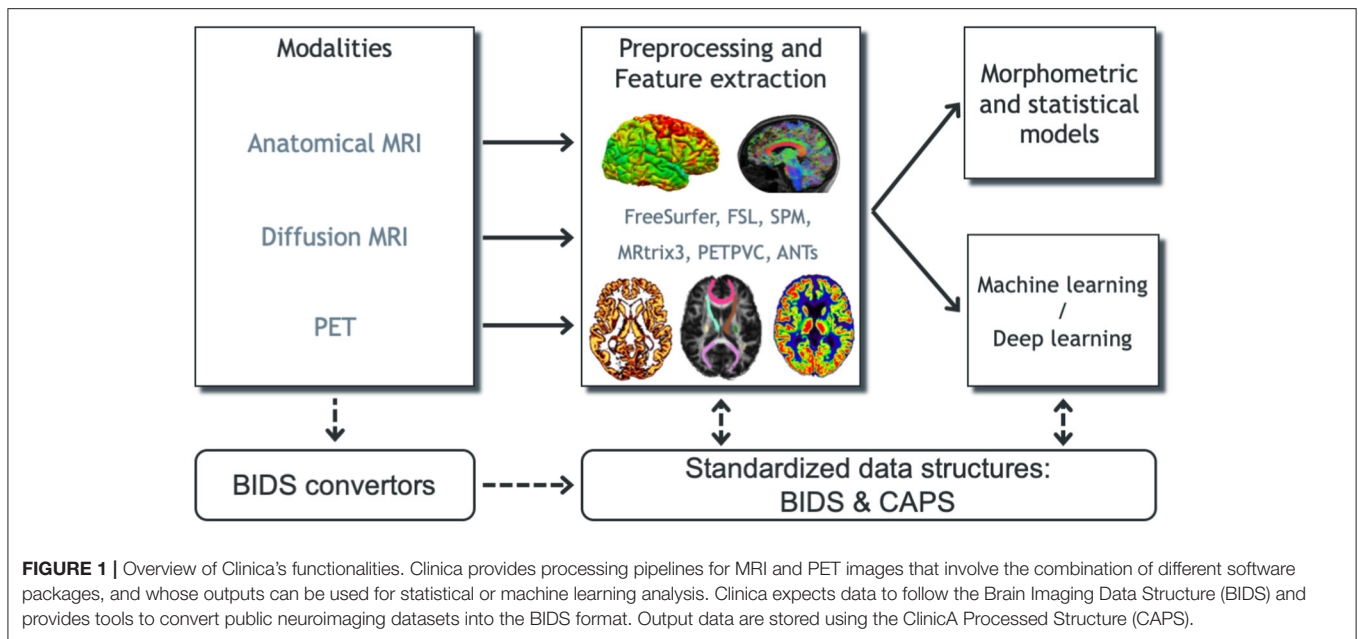 Modalities
Anatomical MRI
Diffusion MRI
PET
Preprocessing and
Feature extraction
FreeSurfer, FSL, SPM,
MRtrix3, PETPVC, ANTs
Morphometric
and statistical
models
Machine learning
/
Deep learning
BIDS convertors
Standardized data structures:
BIDS & CAPS
FIGURE 1 | Overview of Clinica's functionalities. Clinica provides processing pipelines for MRI and PET images that involve the combination of different software
packages, and whose outputs can be used for statistical or machine learning analysis. Clinica expects data to follow the Brain Imaging Data Structure (BIDS) and
provides tools to convert public neuroimaging datasets into the BIDS format. Output data are stored using the ClinicA Processed Structure (CAPS).